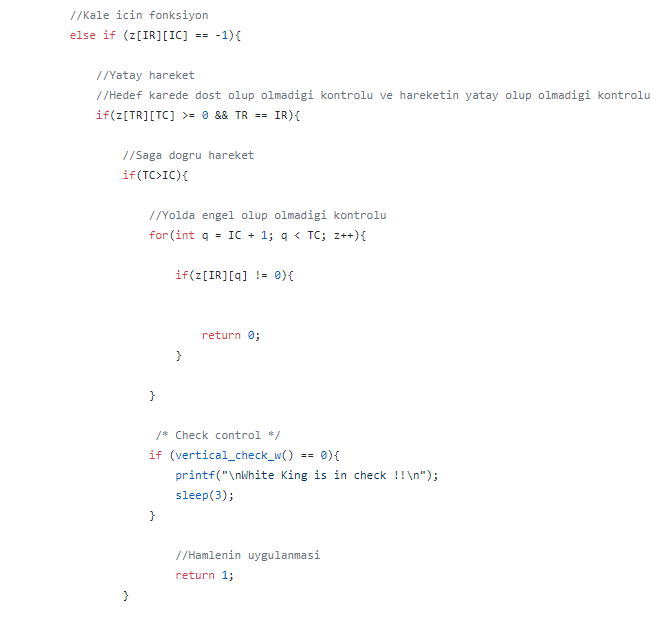 //Kale icin fonksiyon
else if (z[IR][IC] == -1){
//Yatay hareket
//Hedef karede dost olup olmadigi kontrolu ve hareketin yatay olup olmadigi kontrolu
if(z[TR][TC] >= 0 && TR == IR){
//Saga dogru hareket
if(TC>IC){
//Yolda engel olup olmadigi kontrolu
for(int q = IC + 1; q < TC; z++){
if(z[IR][q] != 0){
return 0;
}
}
/* Check control */
if (vertical_check_w() == 0){
printf("\nWhite King is in check !!\n");
sleep(3);
}
//Hamlenin uygulanmasi
return 1;
}